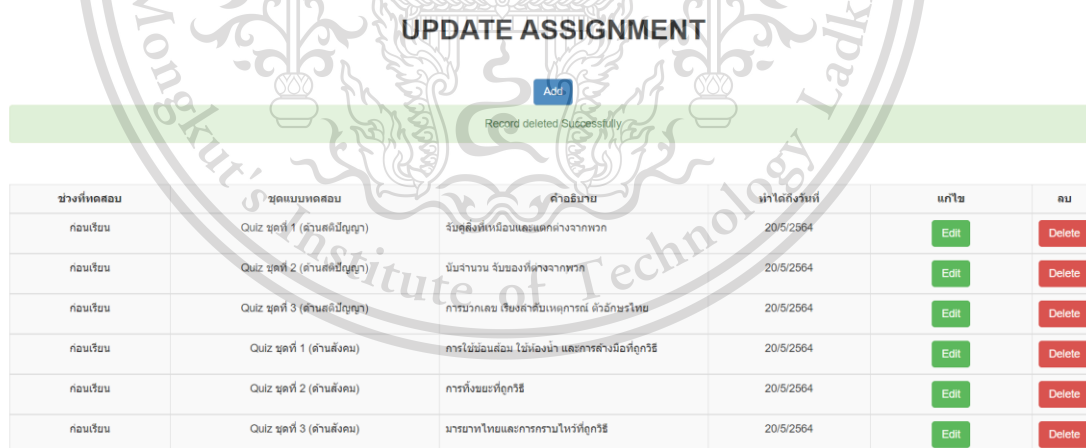 UPDATE ASSIGNMENT
Add
Record deleted Successfully
ช่วงที่ทดสอบ ชุดแบบทดสอบ คำอธิบาย ทำได้ถึงวันที่ แก้ไข ลบ
ก่อนเรียน Quiz ชุดที่ 1 (ด้านสติปัญญา) จับคู่สิ่งที่เหมือนและแตกต่างจากพวก 20/5/2564 Edit Delete
ก่อนเรียน Quiz ชุดที่ 2 (ด้านสติปัญญา) นับจำนวน จับของที่ต่างจากพวก 20/5/2564 Edit Delete
ก่อนเรียน Quiz ชุดที่ 3 (ด้านสติปัญญา) การบวกเลข เรียงลำดับเหตุการณ์ ตัวอักษรไทย 20/5/2564 Edit Delete
ก่อนเรียน Quiz ชุดที่ 1 (ด้านสังคม) การใช้ช้อนส้อม ใช้ห้องน้ำ และการล้างมือที่ถูกวิธี 20/5/2564 Edit Delete
ก่อนเรียน Quiz ชุดที่ 2 (ด้านสังคม) การทิ้งขยะที่ถูกวิธี 20/5/2564 Edit Delete
ก่อนเรียน Quiz ชุดที่ 3 (ด้านสังคม) มารยาทไทยและการกราบไหว้ที่ถูกวิธี 20/5/2564 Edit Delete
Mongkut's Institute of Technology Ladk